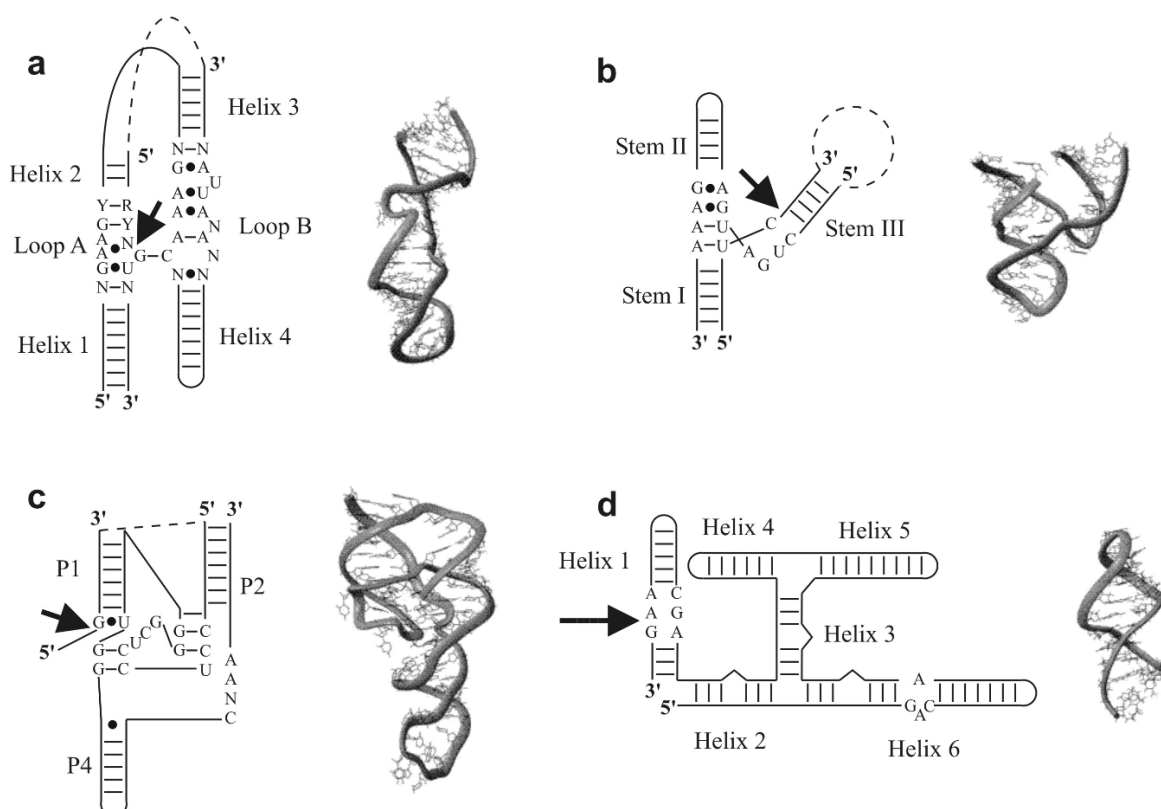 a
3'
Helix 3
5'
Helix 2
N N
G A
U
A U
A A
N
A A
N
N N
Y R
G Y
A N
A
G U
N N
G C
Loop A
Loop B
Helix 1
Helix 4
5' 3'
b
Stem II
3'
5'
G A
A G
A U
A U
C
A
G
U
C
Stem III
Stem I
3' 5'
c
3'
5' 3'
P1
P2
G U
5'
G C
G C
U
C
G
G C
G C
U
A
A
N
C
P4
d
Helix 4
Helix 5
Helix 1
A C
A G
G A
A
Helix 3
3'
5'
A
G A C
Helix 2
Helix 6